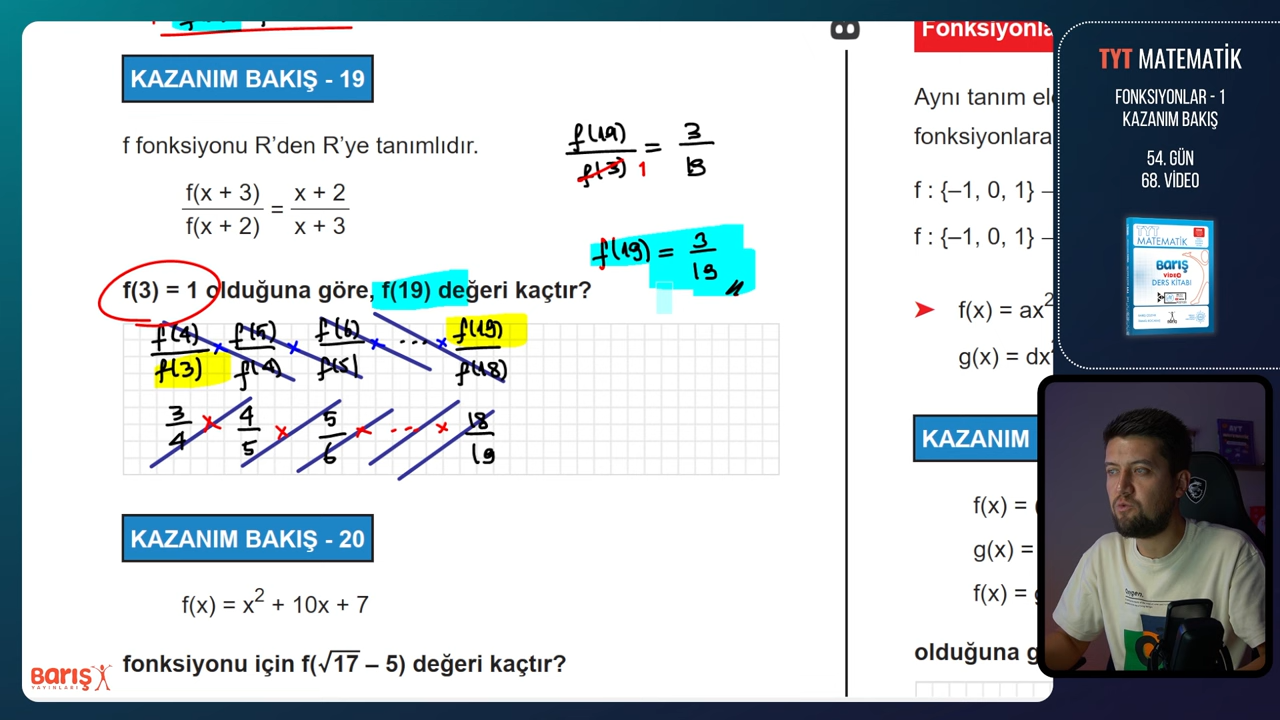 KAZANIM BAKIŞ - 19
f fonksiyonu R'den R'ye tanımlıdır.
f(x + 3) / f(x + 2) = x + 2 / x + 3
f(19) / f(3) 1 = 3 / 19
f(19) = 3 / 19
f(3) = 1 olduğuna göre, f(19) değeri kaçtır?
f(4) / f(3) × f(5) / f(4) × f(6) / f(5) × ... × f(19) / f(18)
3 / 4 × 4 / 5 × 5 / 6 × ... × 18 / 19
KAZANIM BAKIŞ - 20
f(x) = x² + 10x + 7
fonksiyonu için f(√17 – 5) değeri kaçtır?
BARIŞ
YAYINLARI
Fonksiyonla
Aynı tanım el
fonksiyonlara
f : {–1, 0, 1} –
f : {–1, 0, 1} –
➤ f(x) = ax²
g(x) = dx
KAZANIM
f(x) = (
g(x) =
f(x) = g
olduğuna g
TYT MATEMATİK
FONKSIYONLAR - 1
KAZANIM BAKIŞ
54. GÜN
68. VİDEO
TYT
MATEMATİK
BARIŞ
VİDEO
DERS KİTABI